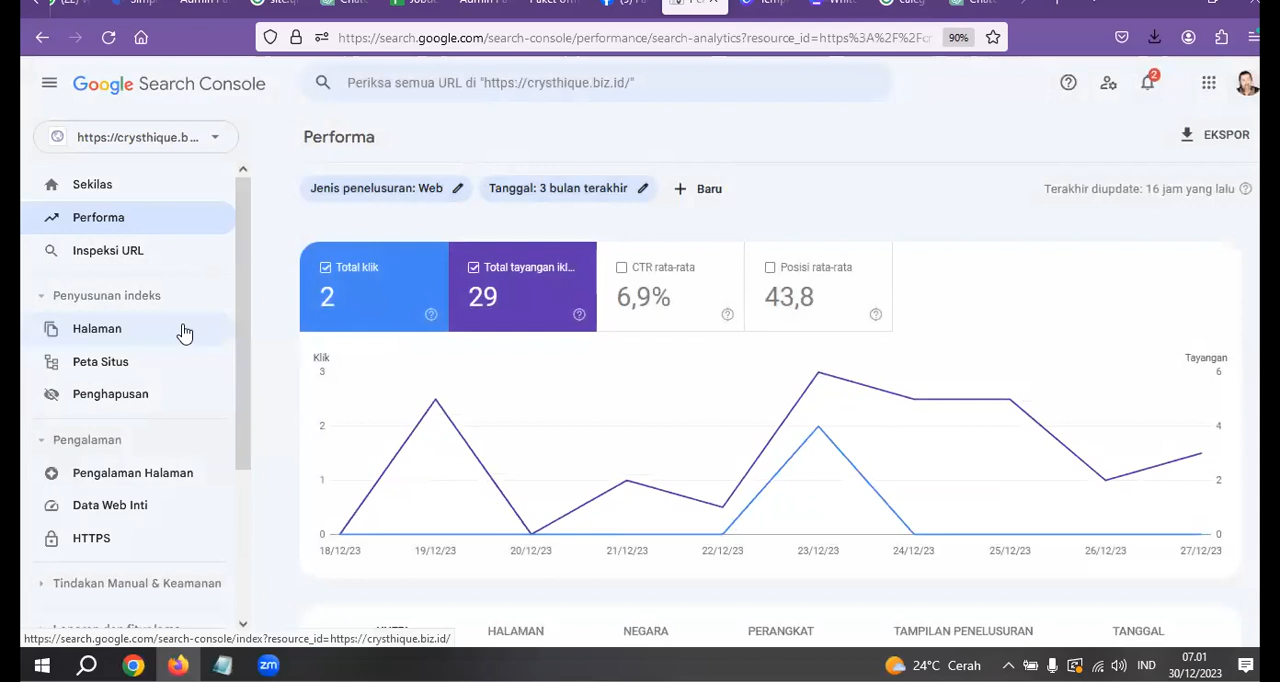 https://search.google.com/search-console/performance/search-analytics?resource_id=https%3A%2F%2Fcr
90%
Google Search Console
Periksa semua URL di "https://crysthique.biz.id/"
2
https://crysthique.b...
Performa
EKSPOR
Sekilas
Jenis penelusuran: Web
Tanggal: 3 bulan terakhir
Baru
Terakhir diupdate: 16 jam yang lalu
Performa
Inspeksi URL
Total klik
Total tayangan ikl...
CTR rata-rata
Posisi rata-rata
2
29
6,9%
43,8
Penyusunan indeks
Halaman
Peta Situs
Penghapusan
Klik
Tayangan
3
6
2
4
1
2
0
0
18/12/23
19/12/23
20/12/23
21/12/23
22/12/23
23/12/23
24/12/23
25/12/23
26/12/23
27/12/23
Pengalaman
Pengalaman Halaman
Data Web Inti
HTTPS
Tindakan Manual & Keamanan
HALAMAN
NEGARA
PERANGKAT
TAMPILAN PENELUSURAN
TANGGAL
https://search.google.com/search-console/index?resource_id=https://crysthique.biz.id/
zm
24°C Cerah
IND
07.01
30/12/2023